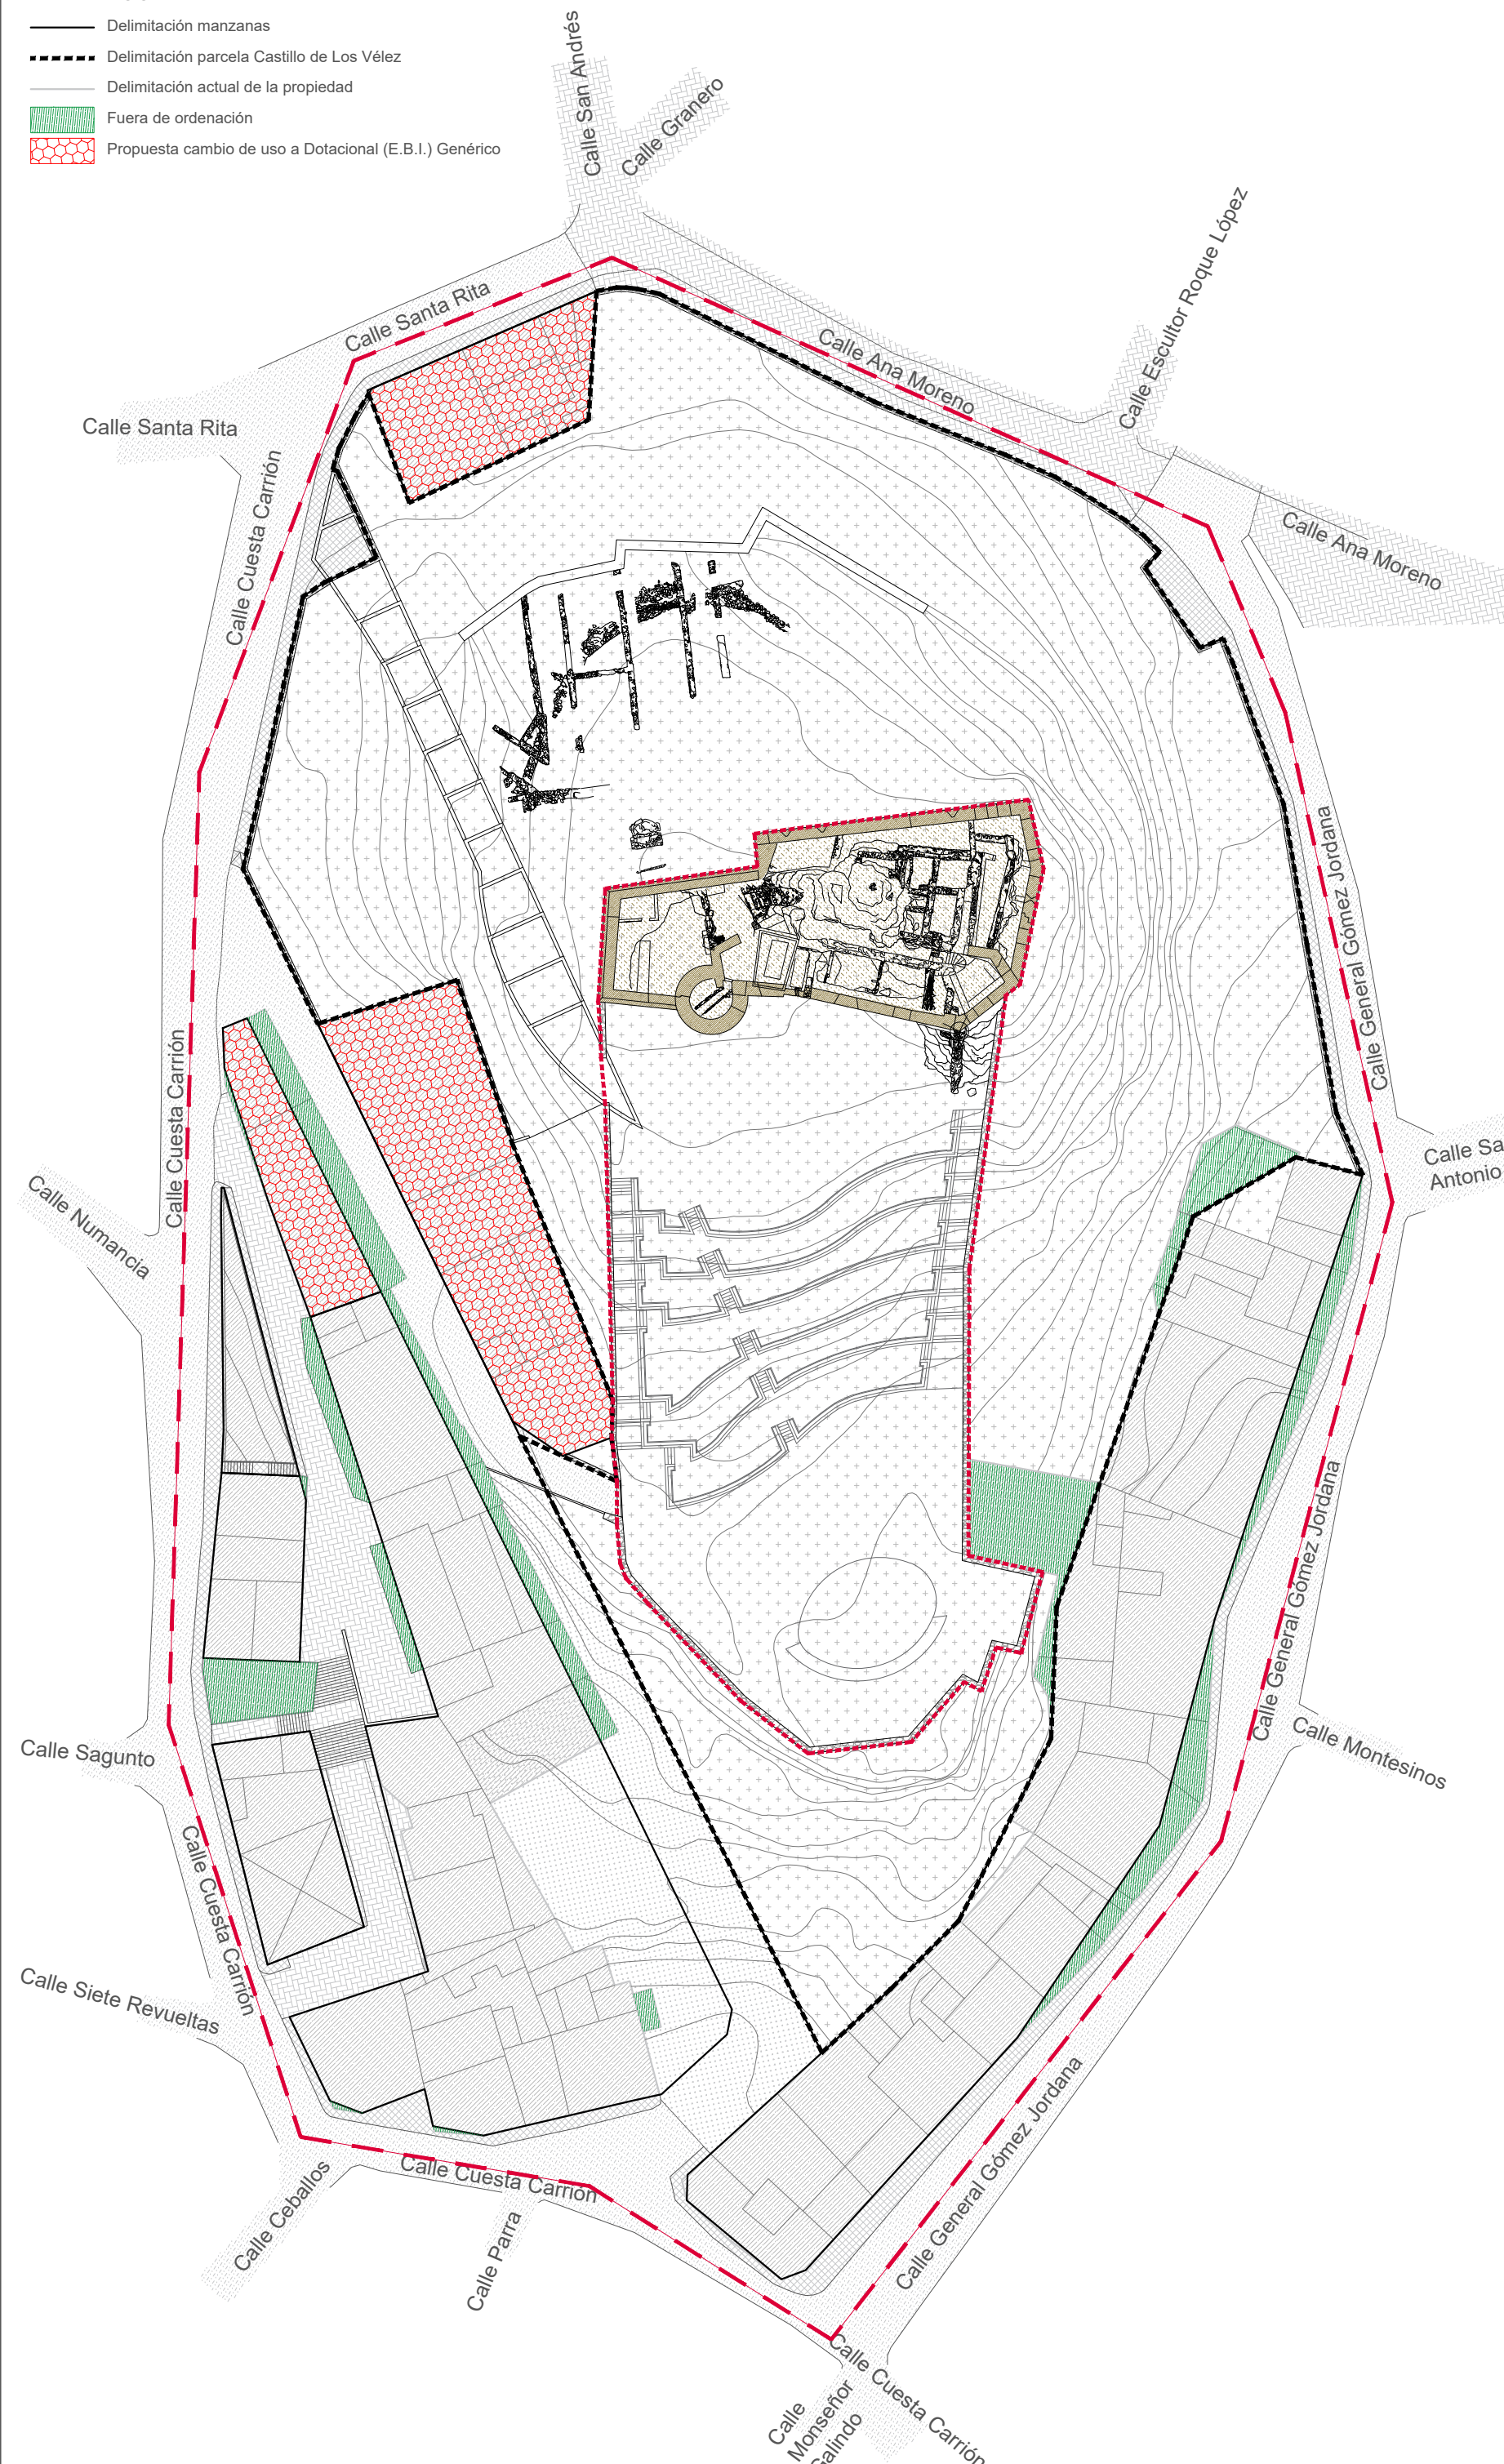 Delimitación manzanas
Delimitación parcela Castillo de Los Vélez
Delimitación actual de la propiedad
Fuera de ordenación
Propuesta cambio de uso a Dotacional (E.B.I.) Genérico
Calle San Andrés
Calle Granero
Calle Escultor Roque López
Calle Santa Rita
Calle Ana Moreno
Calle Santa Rita
Calle Cuesta Carrión
Calle Ana Moreno
Calle General Gómez Jordana
Calle Cuesta Carrión
Calle Sa
Antonio
Calle Numancia
Calle General Gómez Jordana
Calle Sagunto
Calle Montesinos
Calle Cuesta Carrión
Calle Siete Revueltas
Calle General Gómez Jordana
Calle Ceballos
Calle Cuesta Carrión
Calle Parra
Calle Cuesta Carrión
Calle
Monseñor
Galindo